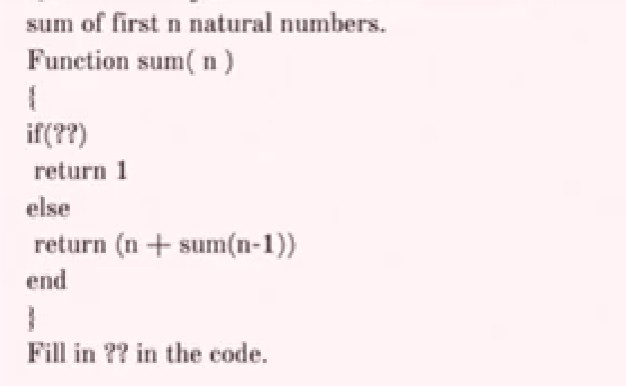 sum of first n natural numbers.
Function sum( n )
{
if(??)
return 1
else
return (n + sum(n-1))
end
}
Fill in ?? in the code.